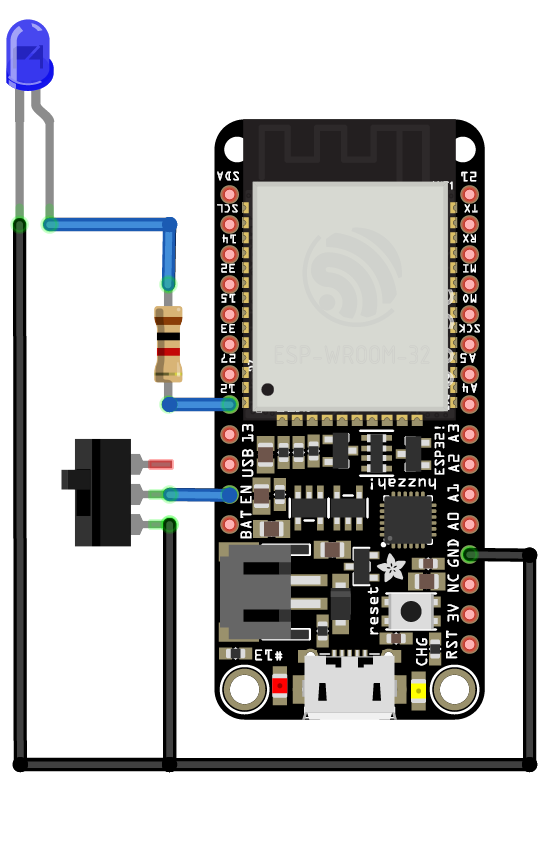 SDA
SCL
14
32
15
33
27
12
13
USB
EN
BAT
21
TX
RX
MI
MO
SCK
A5
A4
A3
A2
A1
A0
GND
NC
3V
RST
ESP-WROOM-32
ESP32!
huzzah!
reset
#13
CHG